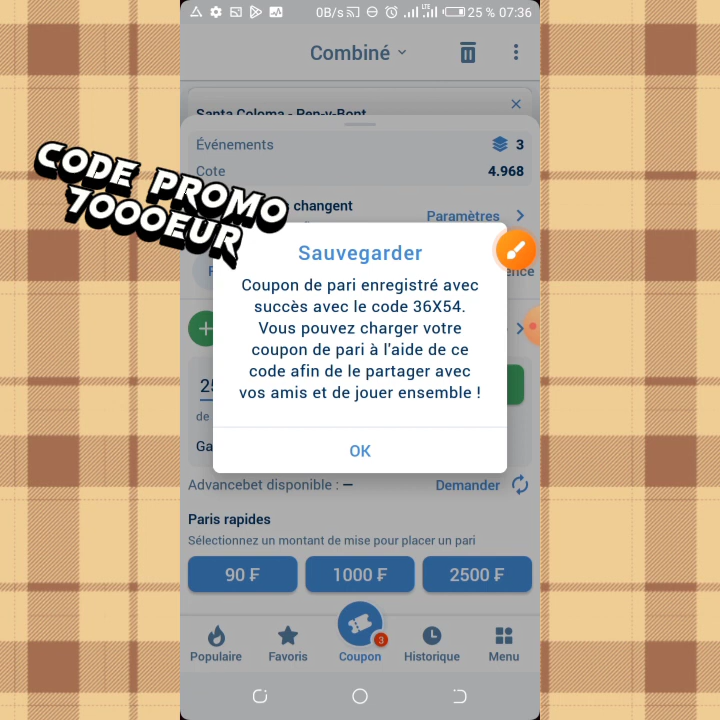 0B/s LTE 25 % 07:36
Combiné
Santa Coloma - Pen-y-Bont
Événements 3
Cote 4.968
changent
Paramètres
CODE PROMO
7000EUR
Sauvegarder
Coupon de pari enregistré avec
succès avec le code 36X54.
Vous pouvez charger votre
coupon de pari à l'aide de ce
code afin de le partager avec
vos amis et de jouer ensemble !
OK
de
Advancebet disponible : – Demander
Paris rapides
Sélectionnez un montant de mise pour placer un pari
90 ₣ 1000 ₣ 2500 ₣
3
Populaire Favoris Coupon Historique Menu